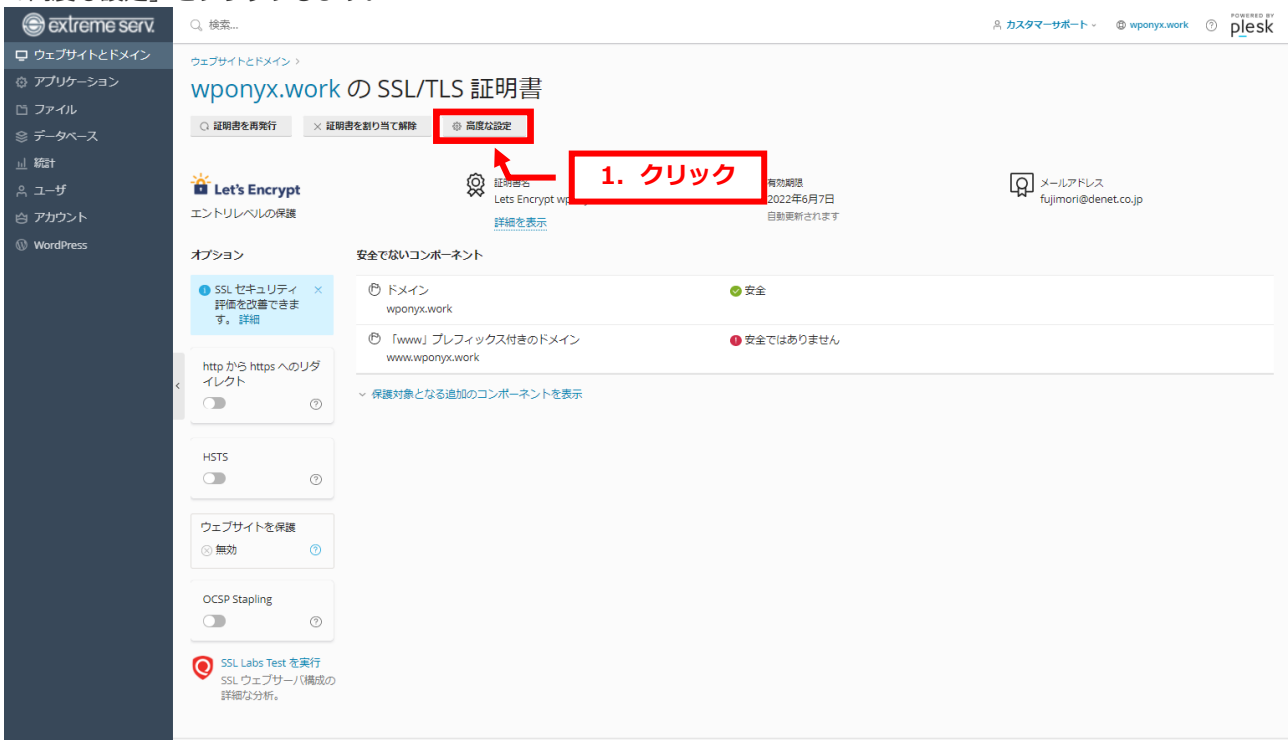 extreme serv.
検索...
カスタマーサポート
wponyx.work
POWERED BY
plesk
ウェブサイトとドメイン
アプリケーション
ファイル
データベース
統計
ユーザ
アカウント
WordPress
ウェブサイトとドメイン
wponyx.work の SSL/TLS 証明書
証明書を再発行
証明書を割り当て解除
高度な設定
1. クリック
Let's Encrypt
エントリレベルの保護
証明書名
Lets Encrypt
詳細を表示
有効期限
2022年6月7日
自動更新されます
メールアドレス
fujimori@denet.co.jp
オプション
安全でないコンポーネント
SSL セキュリティ
評価を改善できま
す。 詳細
ドメイン
wponyx.work
安全
「www」プレフィックス付きのドメイン
www.wponyx.work
安全ではありません
保護対象となる追加のコンポーネントを表示
http から https へのリダ
イレクト
HSTS
ウェブサイトを保護
無効
OCSP Stapling
SSL Labs Test を実行
SSL ウェブサーバ構成の
詳細な分析。